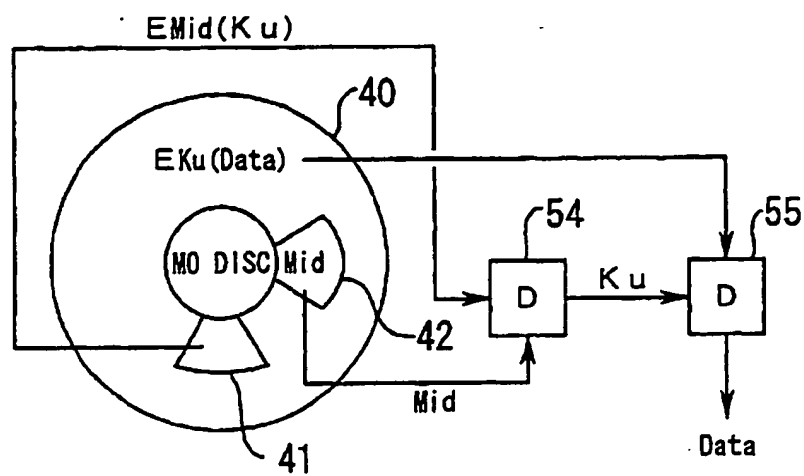 EMid(Ku)
40
EKu(Data)
54
55
MO DISC
Mid
D
Ku
D
42
Mid
41
Data